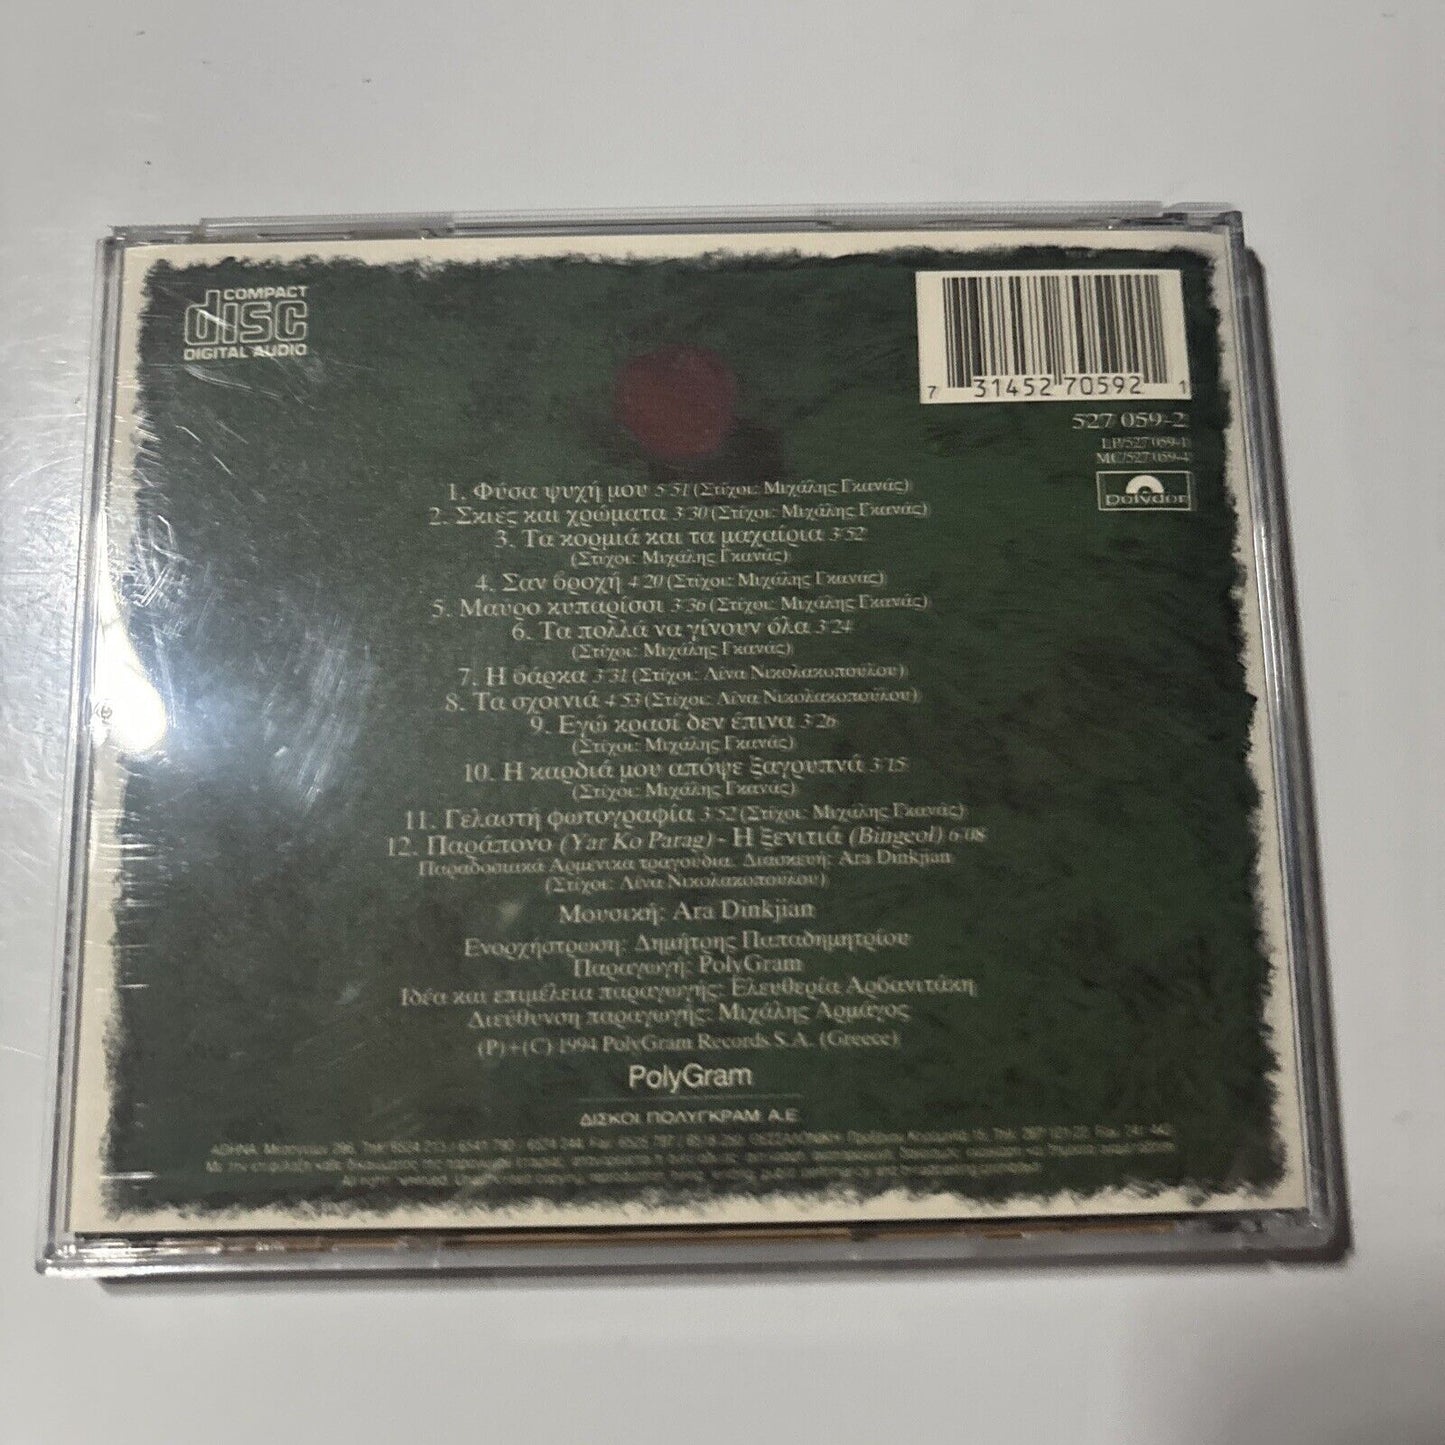 COMPACT
disc
DIGITAL AUDIO
7 31452 70592 1
527 059-2
LP/527 059-1
MC/527 059-4
Polydor
1. Φύσα ψυχή μου 5'51 (Στίχοι: Μιχάλης Γκανάς)
2. Σκιές και χρώματα 3'30 (Στίχοι: Μιχάλης Γκανάς)
3. Τα κορμιά και τα μαχαίρια 3'52
(Στίχοι: Μιχάλης Γκανάς)
4. Σαν βροχή 4'20 (Στίχοι: Μιχάλης Γκανάς)
5. Μαύρο κυπαρίσσι 3'36 (Στίχοι: Μιχάλης Γκανάς)
6. Τα πολλά να γίνουν όλα 3'24
(Στίχοι: Μιχάλης Γκανάς)
7. Η βάρκα 3'31 (Στίχοι: Λίνα Νικολακοπούλου)
8. Τα σχοινιά 4'53 (Στίχοι: Λίνα Νικολακοπούλου)
9. Εγώ κρασί δεν έπινα 3'26
(Στίχοι: Μιχάλης Γκανάς)
10. Η καρδιά μου απόψε ξαγρυπνά 3'15
(Στίχοι: Μιχάλης Γκανάς)
11. Γελαστή φωτογραφία 3'52 (Στίχοι: Μιχάλης Γκανάς)
12. Παράπονο (Yar Ko Parag) - Η ξενιτιά (Bingeol) 6'08
Παραδοσιακά Αρμένικα τραγούδια. Διασκευή: Ara Dinkjian
(Στίχοι: Λίνα Νικολακοπούλου)
Μουσική: Ara Dinkjian
Ενορχήστρωση: Δημήτρης Παπαδημητρίου
Παραγωγή: PolyGram
Ιδέα και επιμέλεια παραγωγής: Ελευθερία Αρβανιτάκη
Διεύθυνση παραγωγής: Μιχάλης Αρμάγος
(P)+(C) 1994 PolyGram Records S.A. (Greece)
PolyGram
ΔΙΣΚΟΙ ΠΟΛΥΓΚΡΑΜ Α.Ε.